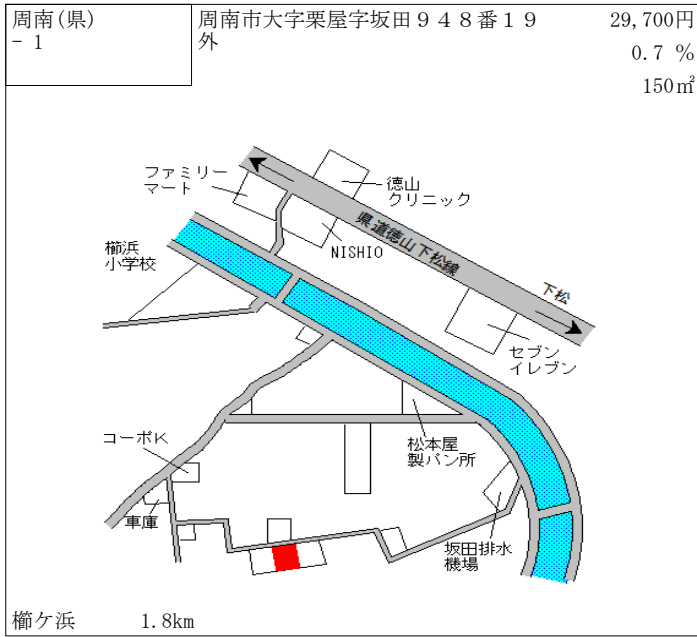 周南(県)
- 1
周南市大字栗屋字坂田９４８番１９
外
29,700円
0.7 %
150㎡
ファミリー
マート
徳山
クリニック
NISHIO
県道徳山下松線
櫛浜
小学校
下松
セブン
イレブン
コーポK
松本屋
製パン所
車庫
坂田排水
機場
櫛ケ浜 1.8km